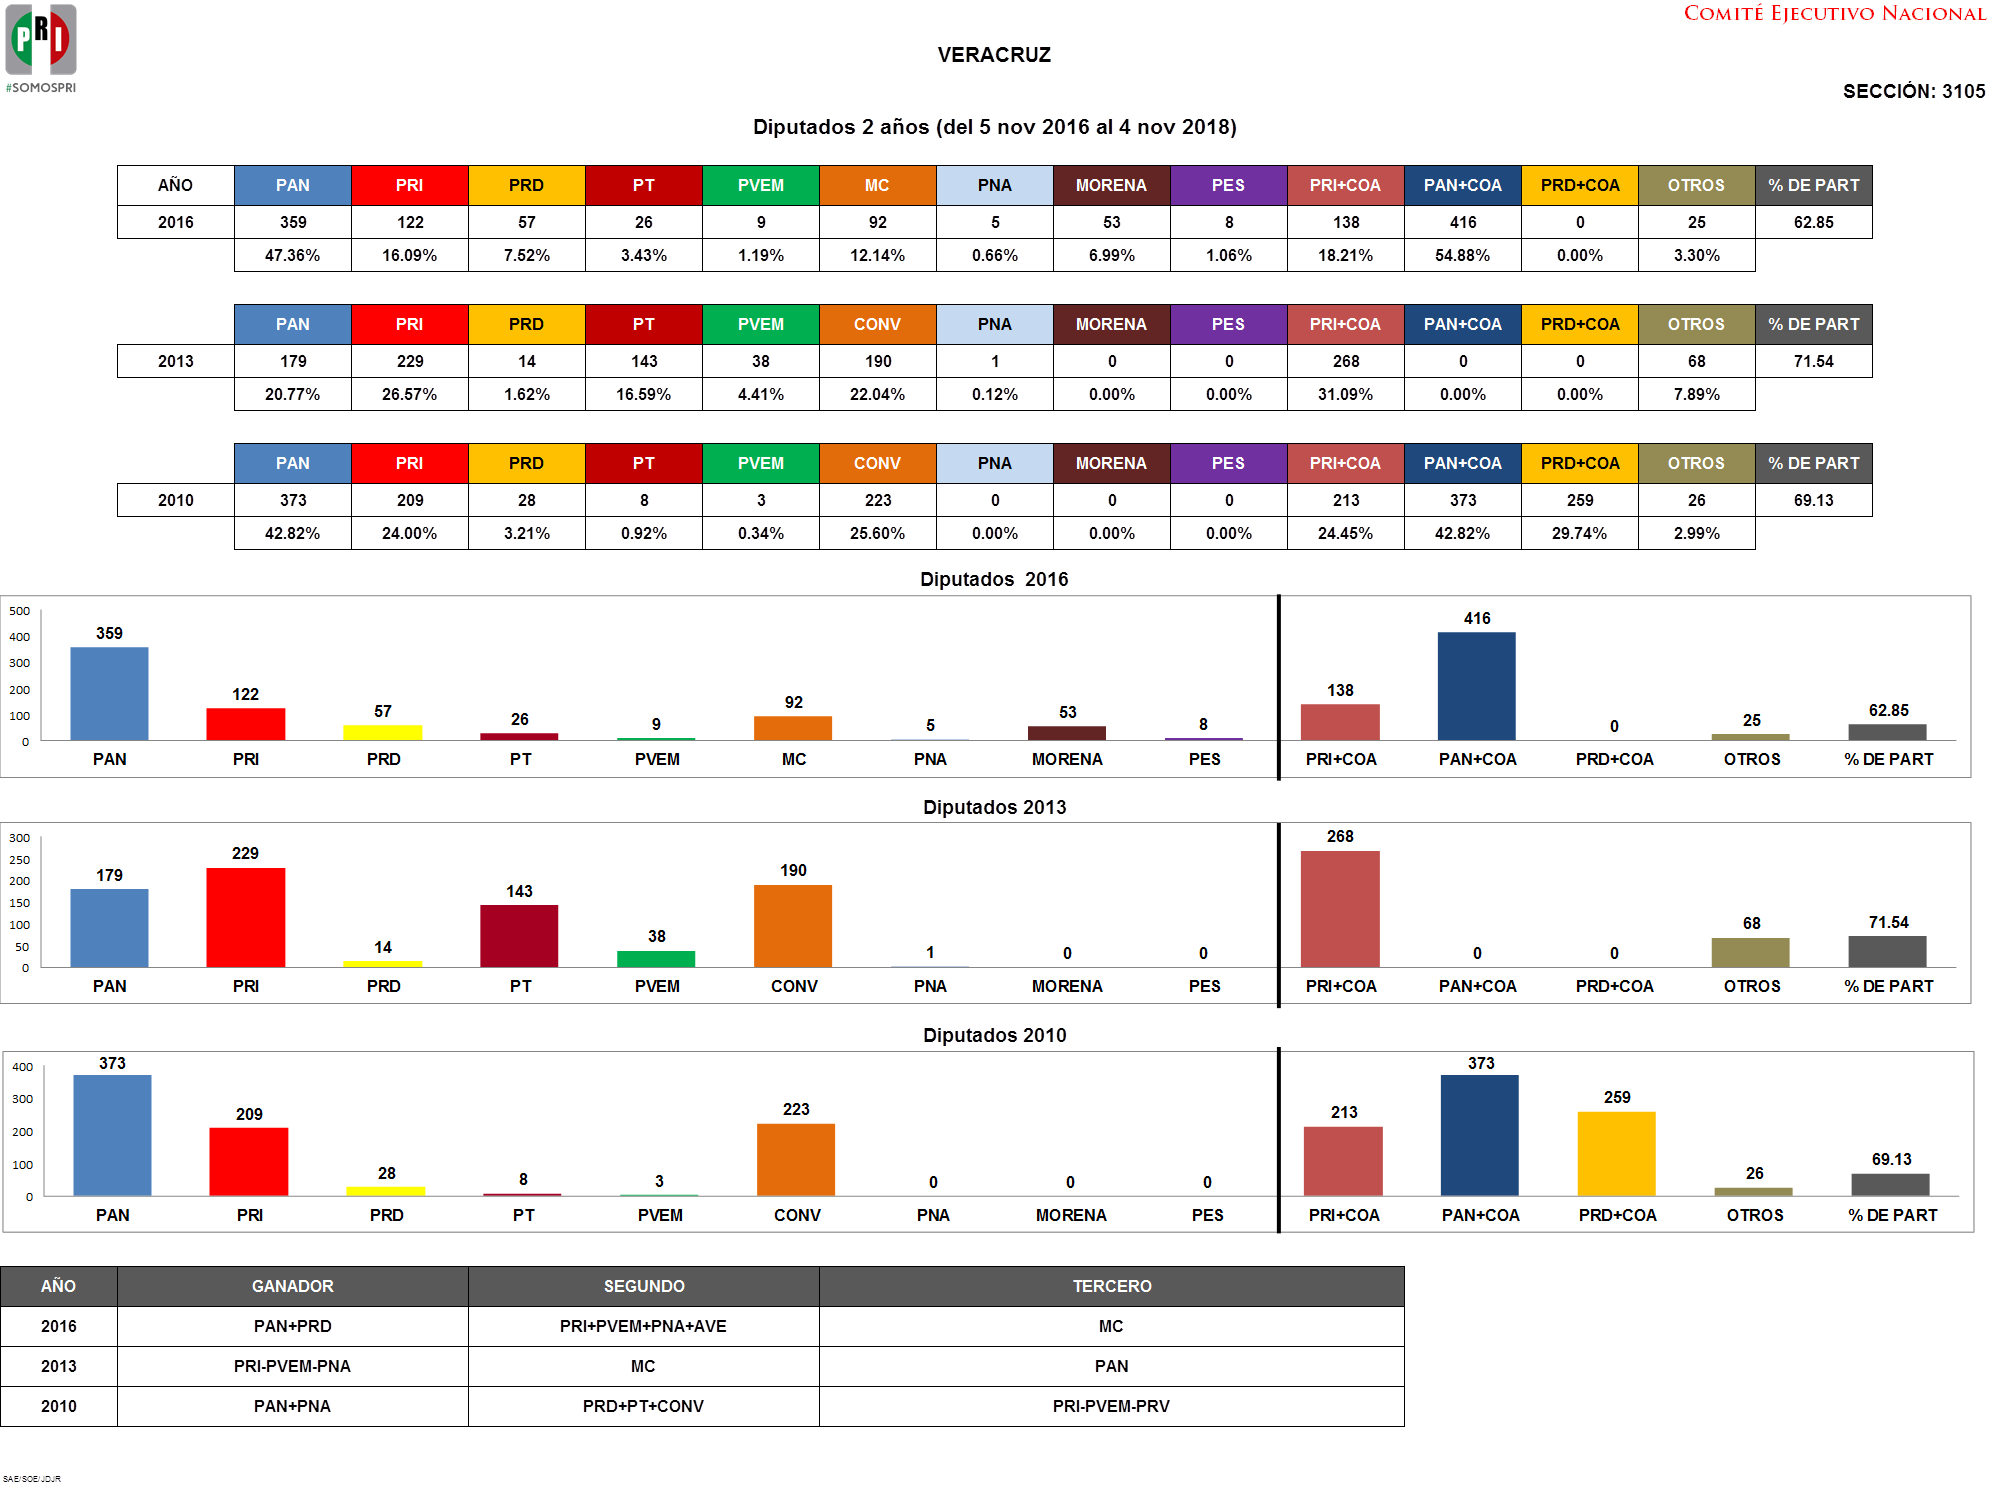 PRI
#SOMOSPRI
COMITÉ EJECUTIVO NACIONAL
VERACRUZ
SECCIÓN: 3105
Diputados 2 años (del 5 nov 2016 al 4 nov 2018)
AÑO PAN PRI PRD PT PVEM MC PNA MORENA PES PRI+COA PAN+COA PRD+COA OTROS % DE PART
2016 359 122 57 26 9 92 5 53 8 138 416 0 25 62.85
47.36% 16.09% 7.52% 3.43% 1.19% 12.14% 0.66% 6.99% 1.06% 18.21% 54.88% 0.00% 3.30%
PAN PRI PRD PT PVEM CONV PNA MORENA PES PRI+COA PAN+COA PRD+COA OTROS % DE PART
2013 179 229 14 143 38 190 1 0 0 268 0 0 68 71.54
20.77% 26.57% 1.62% 16.59% 4.41% 22.04% 0.12% 0.00% 0.00% 31.09% 0.00% 0.00% 7.89%
PAN PRI PRD PT PVEM CONV PNA MORENA PES PRI+COA PAN+COA PRD+COA OTROS % DE PART
2010 373 209 28 8 3 223 0 0 0 213 373 259 26 69.13
42.82% 24.00% 3.21% 0.92% 0.34% 25.60% 0.00% 0.00% 0.00% 24.45% 42.82% 29.74% 2.99%
Diputados 2016
500
400
300
200
100
0
359 122 57 26 9 92 5 53 8 138 416 0 25 62.85
PAN PRI PRD PT PVEM MC PNA MORENA PES PRI+COA PAN+COA PRD+COA OTROS % DE PART
Diputados 2013
300
250
200
150
100
50
0
179 229 14 143 38 190 1 0 0 268 0 0 68 71.54
PAN PRI PRD PT PVEM CONV PNA MORENA PES PRI+COA PAN+COA PRD+COA OTROS % DE PART
Diputados 2010
400
300
200
100
0
373 209 28 8 3 223 0 0 0 213 373 259 26 69.13
PAN PRI PRD PT PVEM CONV PNA MORENA PES PRI+COA PAN+COA PRD+COA OTROS % DE PART
AÑO GANADOR SEGUNDO TERCERO
2016 PAN+PRD PRI+PVEM+PNA+AVE MC
2013 PRI-PVEM-PNA MC PAN
2010 PAN+PNA PRD+PT+CONV PRI-PVEM-PRV
SAE/SOE/JDJR